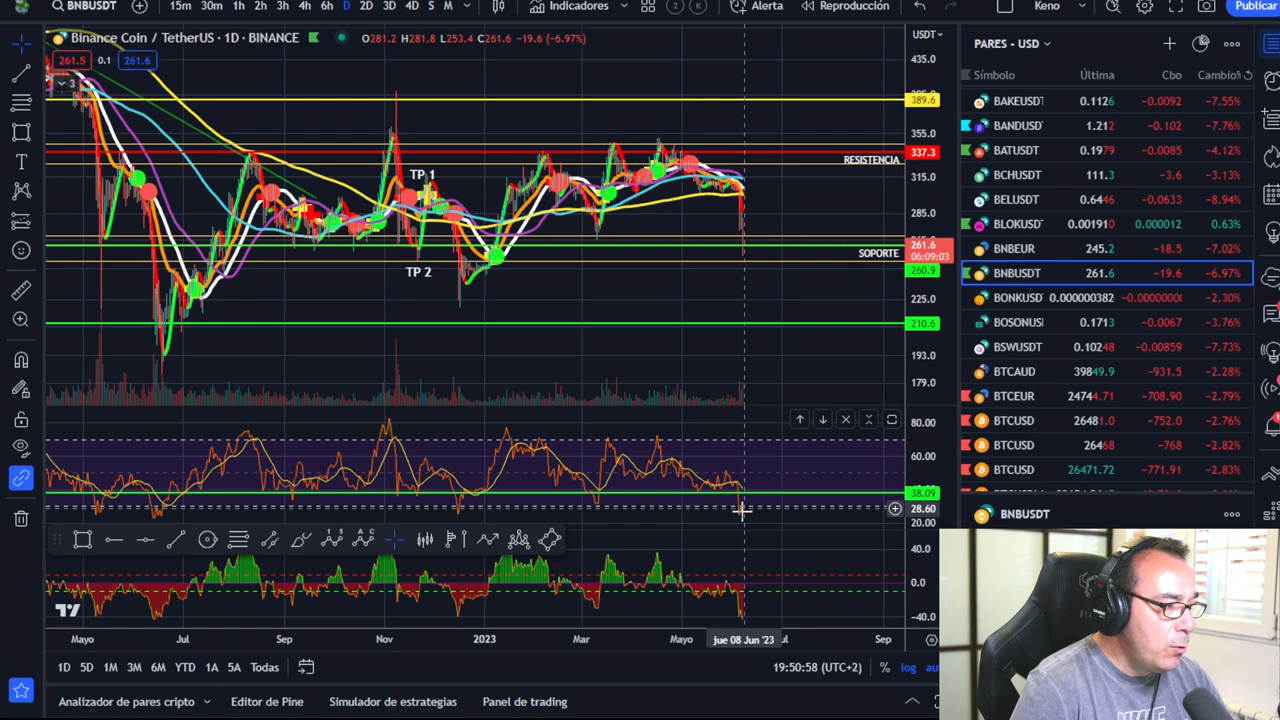 BNBUSDT 15m 30m 1h 2h 3h 4h 6h D 2D 3D 4D S M Indicadores Alerta Reproducción Keno Publicar
Binance Coin / TetherUS · 1D · BINANCE O281.2 H281.8 L253.4 C261.6 -19.6 (-6.97%)
261.5 0.1 261.6
3
USDT
435.0
389.6
355.0
337.3
RESISTENCIA
315.0
TP 1
285.0
261.6
06:09:03
SOPORTE
260.9
TP 2
225.0
210.6
193.0
179.0
80.00
60.00
38.09
28.60
20.00
40.0
0.0
-40.0
Mayo Jul Sep Nov 2023 Mar Mayo jue 08 Jun '23 Sep
1D 5D 1M 3M 6M YTD 1A 5A Todas 19:50:58 (UTC+2) % log
Analizador de pares cripto Editor de Pine Simulador de estrategias Panel de trading
PARES - USD
Símbolo Última Cbo Cambio%
BAKEUSDT 0.1126 -0.0092 -7.55%
BANDUSDT 1.212 -0.102 -7.76%
BATUSDT 0.1979 -0.0085 -4.12%
BCHUSDT 111.3 -3.6 -3.13%
BELUSDT 0.6446 -0.0633 -8.94%
BLOKUSD 0.001910 0.000012 0.63%
BNBEUR 245.2 -18.5 -7.02%
BNBUSDT 261.6 -19.6 -6.97%
BONKUSD 0.000000382 -0.0000000 -2.30%
BOSONUS 0.1713 -0.0067 -3.76%
BSWUSDT 0.10248 -0.00859 -7.73%
BTCAUD 39849.9 -931.5 -2.28%
BTCEUR 24744.71 -708.90 -2.79%
BTCUSD 26481.0 -752.0 -2.76%
BTCUSD 26468 -768 -2.82%
BTCUSD 26471.72 -771.91 -2.83%
BNBUSDT